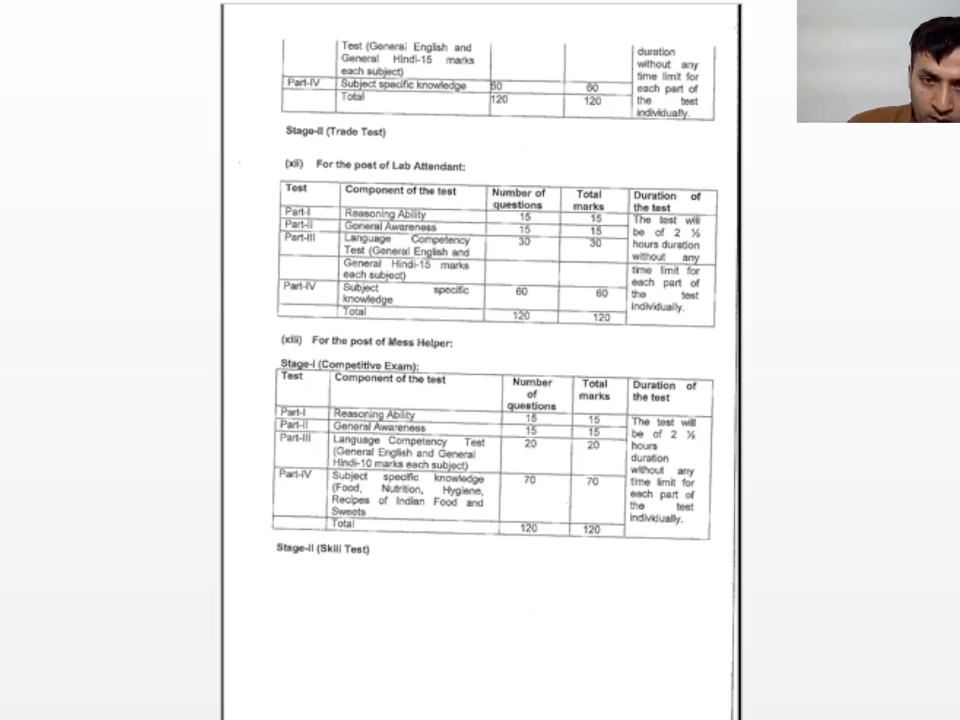 Test (General English and
General Hindi-15 marks
each subject)
Part-IV Subject specific knowledge 60 60
Total 120 120
duration
without any
time limit for
each part of
the test
individually.
Stage-II (Trade Test)
(xii) For the post of Lab Attendant:
Test Component of the test Number of questions Total marks Duration of the test
Part-I Reasoning Ability 15 15
Part-II General Awareness 15 15
Part-III Language Competency 30 30
Test (General English and
General Hindi-15 marks
each subject)
Part-IV Subject specific 60 60
knowledge
Total 120 120
The test will
be of 2 ½
hours duration
without any
time limit for
each part of
the test
individually.
(xiii) For the post of Mess Helper:
Stage-I (Competitive Exam):
Test Component of the test Number of questions Total marks Duration of the test
Part-I Reasoning Ability 15 15
Part-II General Awareness 15 15
Part-III Language Competency Test 20 20
(General English and General
Hindi-10 marks each subject)
Part-IV Subject specific knowledge 70 70
(Food, Nutrition, Hygiene,
Recipes of Indian Food and
Sweets
Total 120 120
The test will
be of 2 ½
hours
duration
without any
time limit for
each part of
the test
individually.
Stage-II (Skill Test)